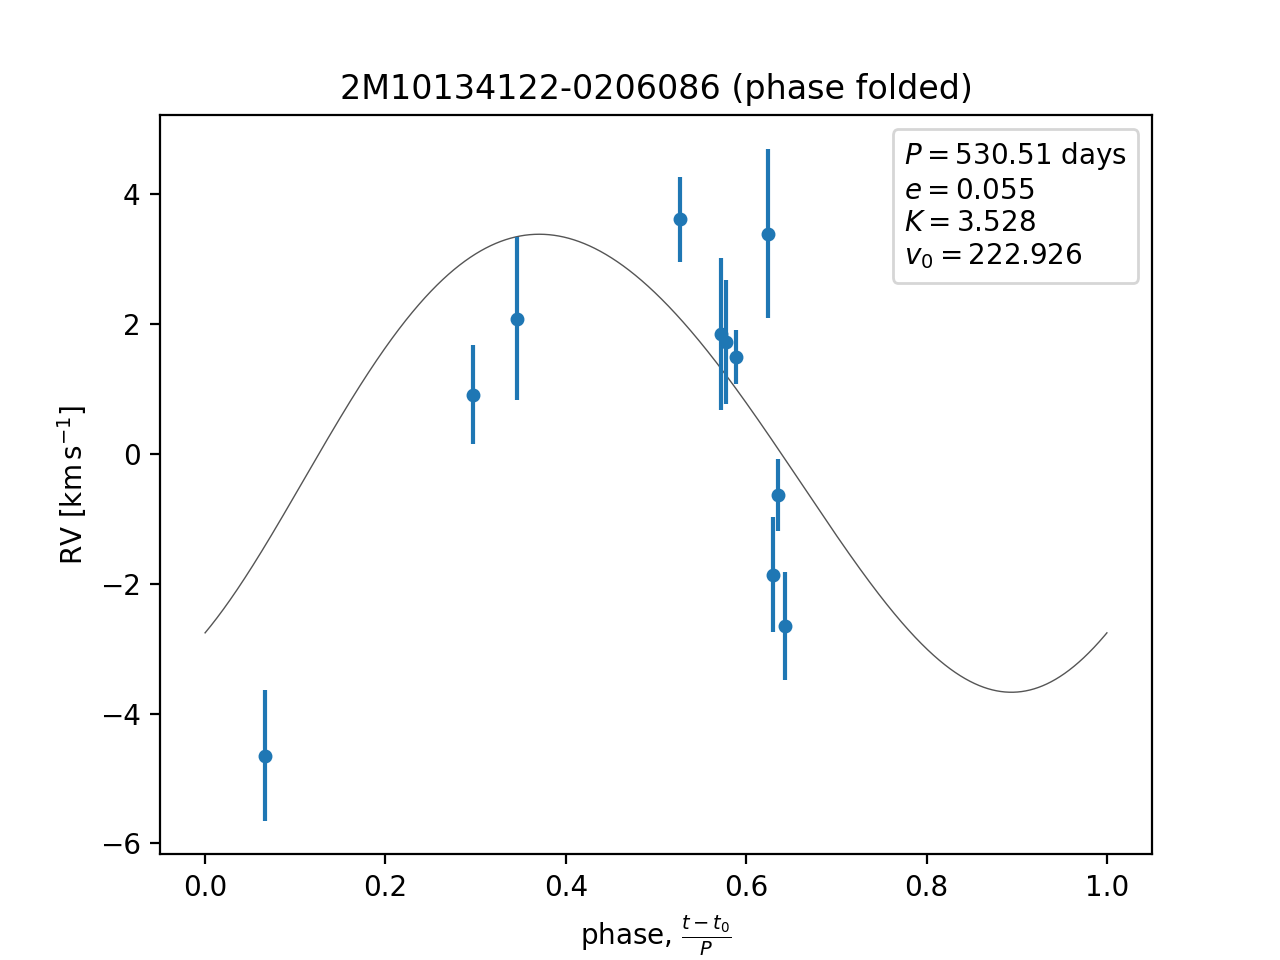 2M10134122-0206086 (phase folded)
P = 530.51 days
e = 0.055
K = 3.528
v₀ = 222.926
4
2
0
−2
−4
−6
RV [km s⁻¹]
0.0 0.2 0.4 0.6 0.8 1.0
phase, (t − t₀)/P